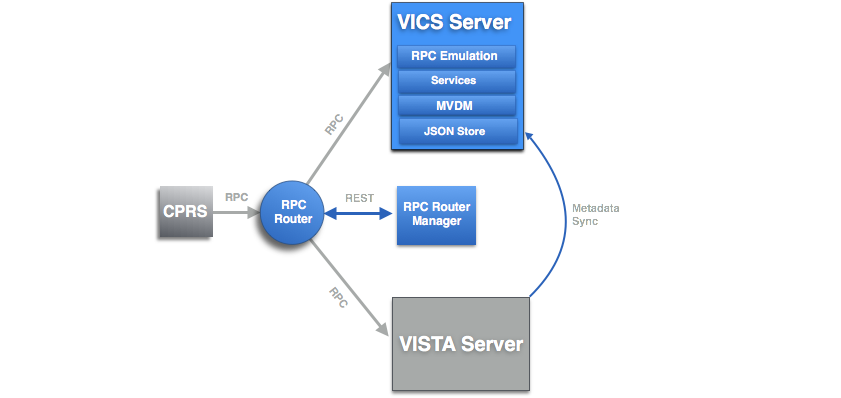 VICS Server
RPC Emulation
Services
MVDM
JSON Store
RPC
CPRS
RPC
RPC
Router
REST
RPC Router
Manager
Metadata
Sync
RPC
VISTA Server